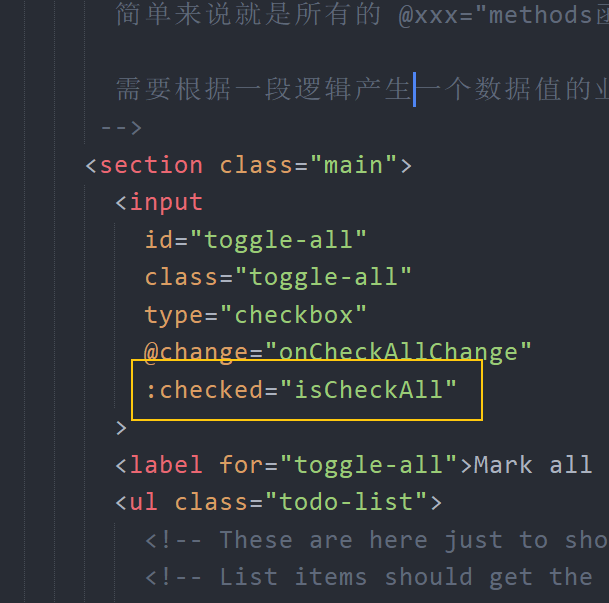 简单来说就是所有的 @xxx="methods
需要根据一段逻辑产生一个数据值的
-->
<section class="main">
<input
id="toggle-all"
class="toggle-all"
type="checkbox"
@change="onCheckAllChange"
:checked="isCheckAll"
>
<label for="toggle-all">Mark all
<ul class="todo-list">
<!-- These are here just to sho
<!-- List items should get the